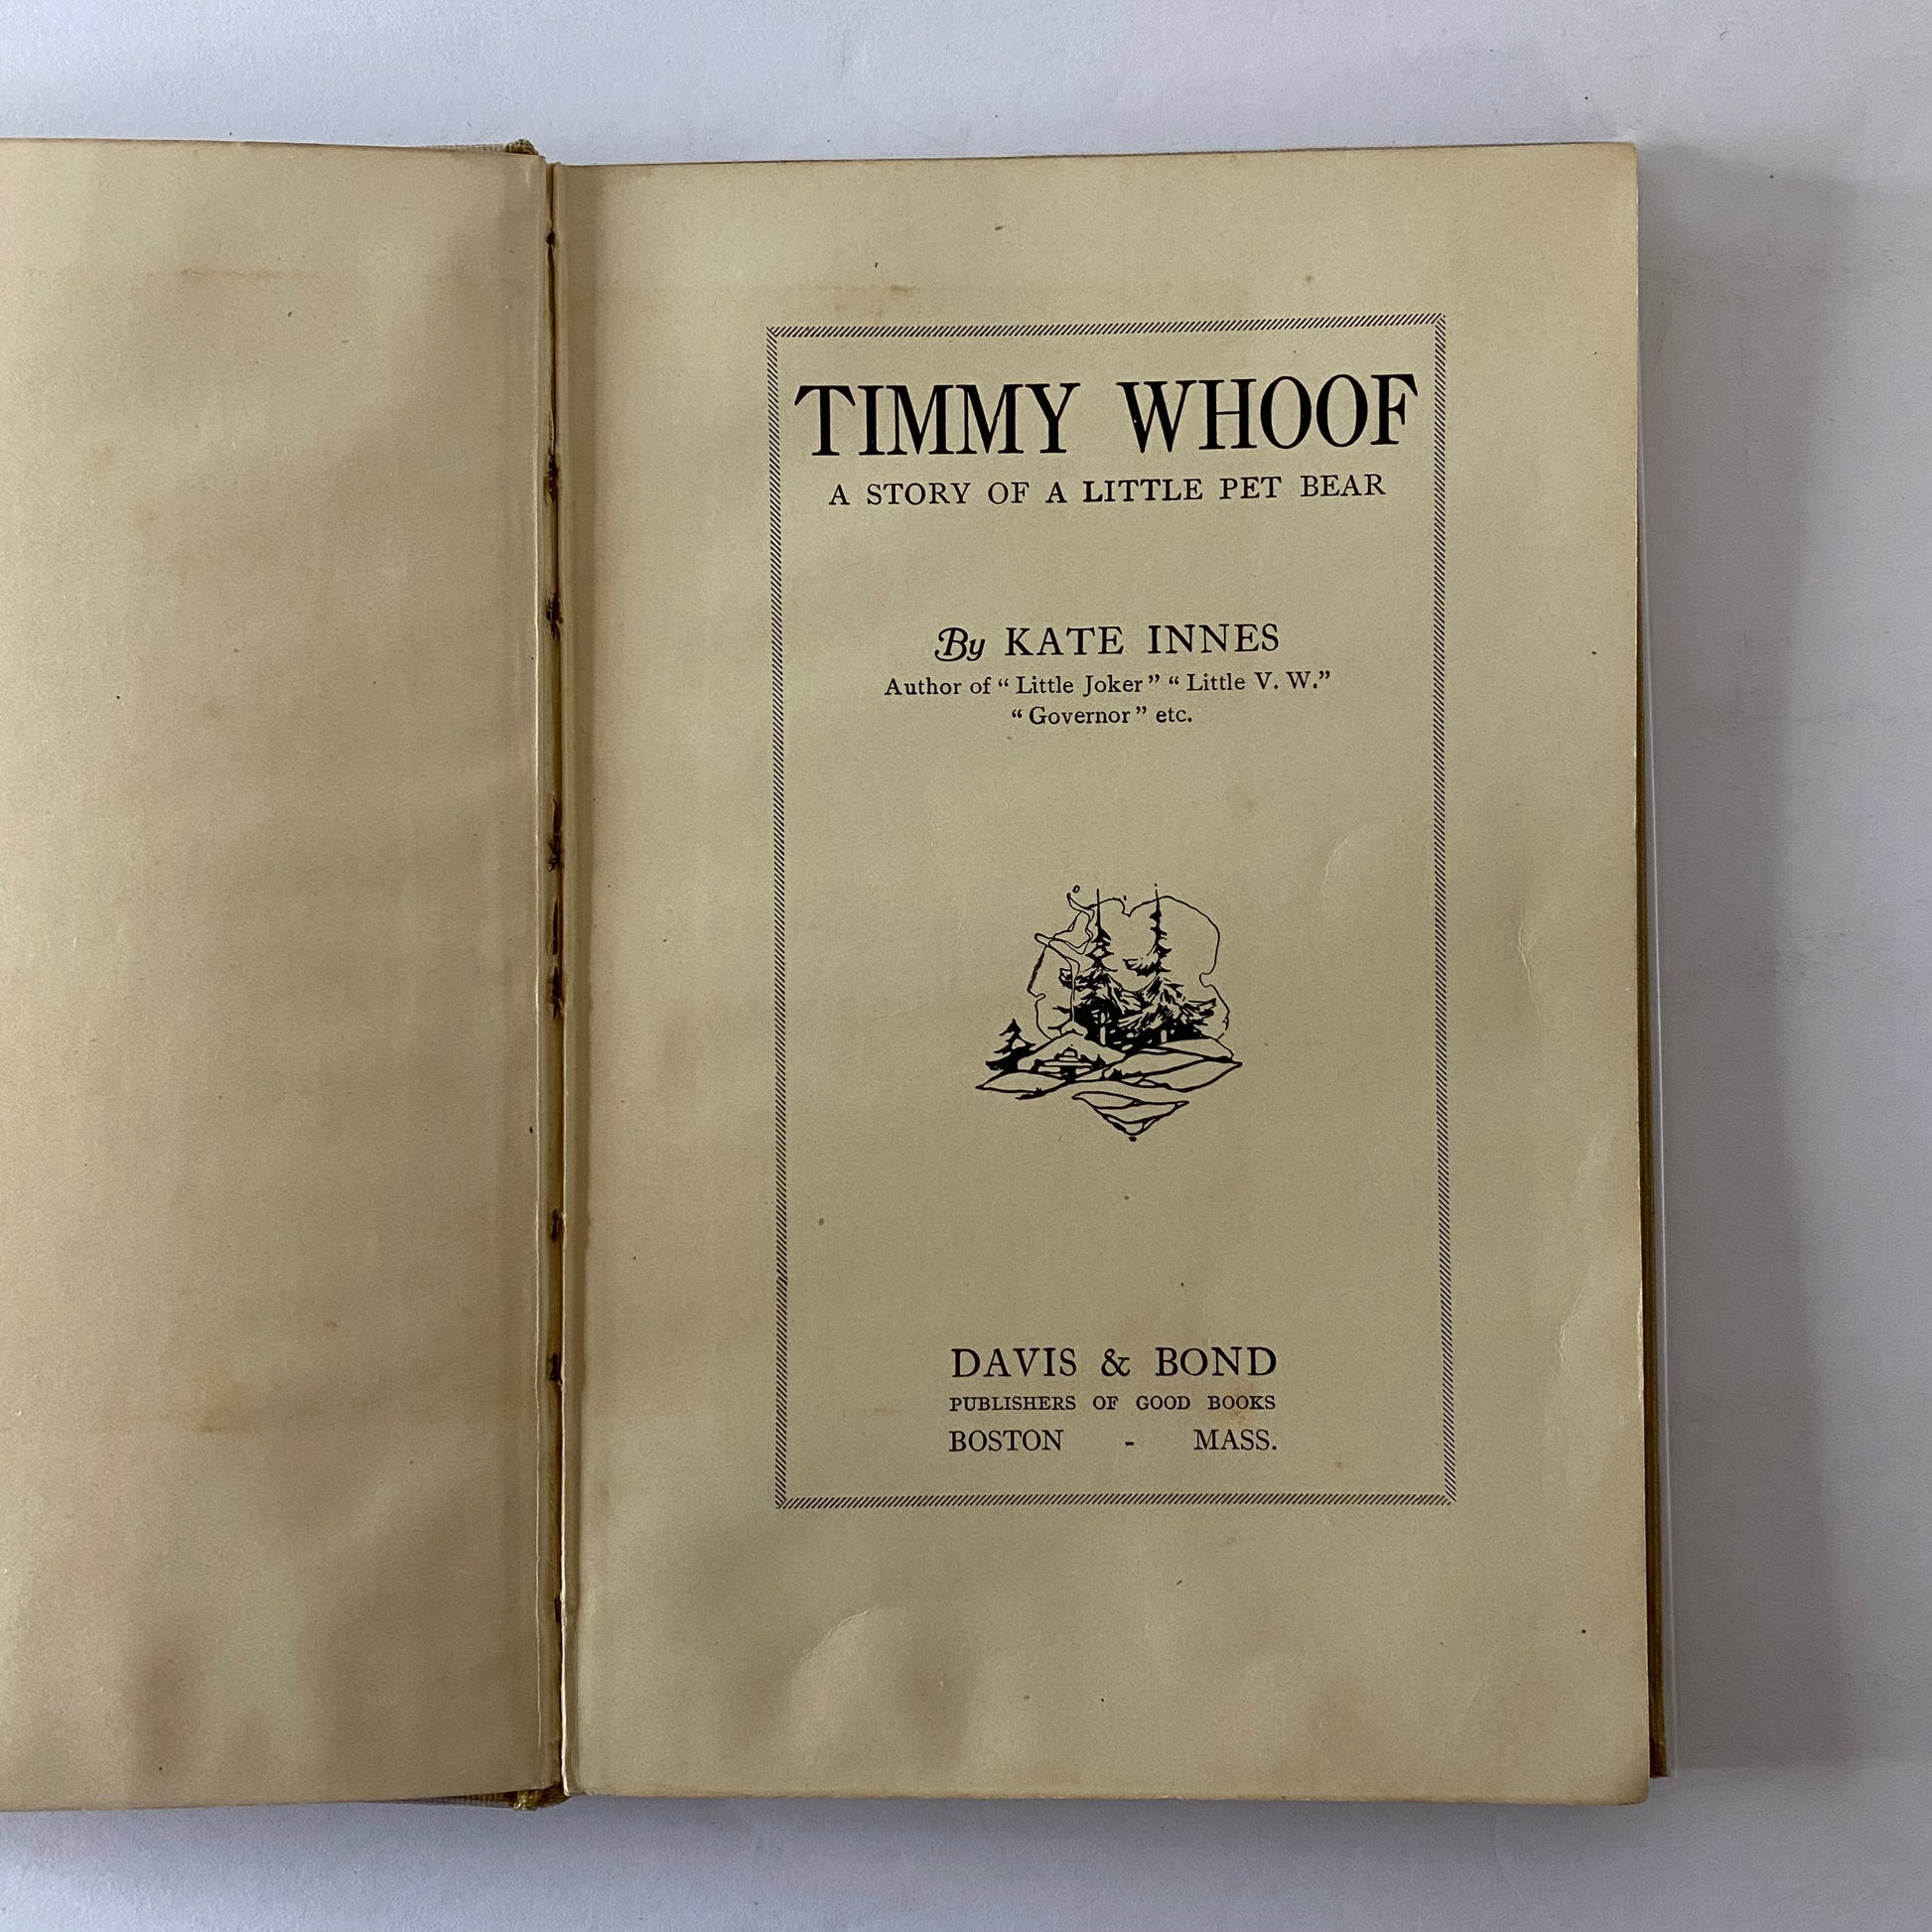 TIMMY WHOOF
A STORY OF A LITTLE PET BEAR
By KATE INNES
Author of “ Little Joker ” “ Little V. W.”
“ Governor ” etc.
DAVIS & BOND
PUBLISHERS OF GOOD BOOKS
BOSTON - MASS.